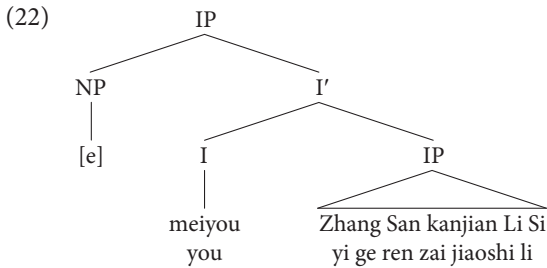 (22) IP
NP I′
[e] I IP
meiyou Zhang San kanjian Li Si
you yi ge ren zai jiaoshi li